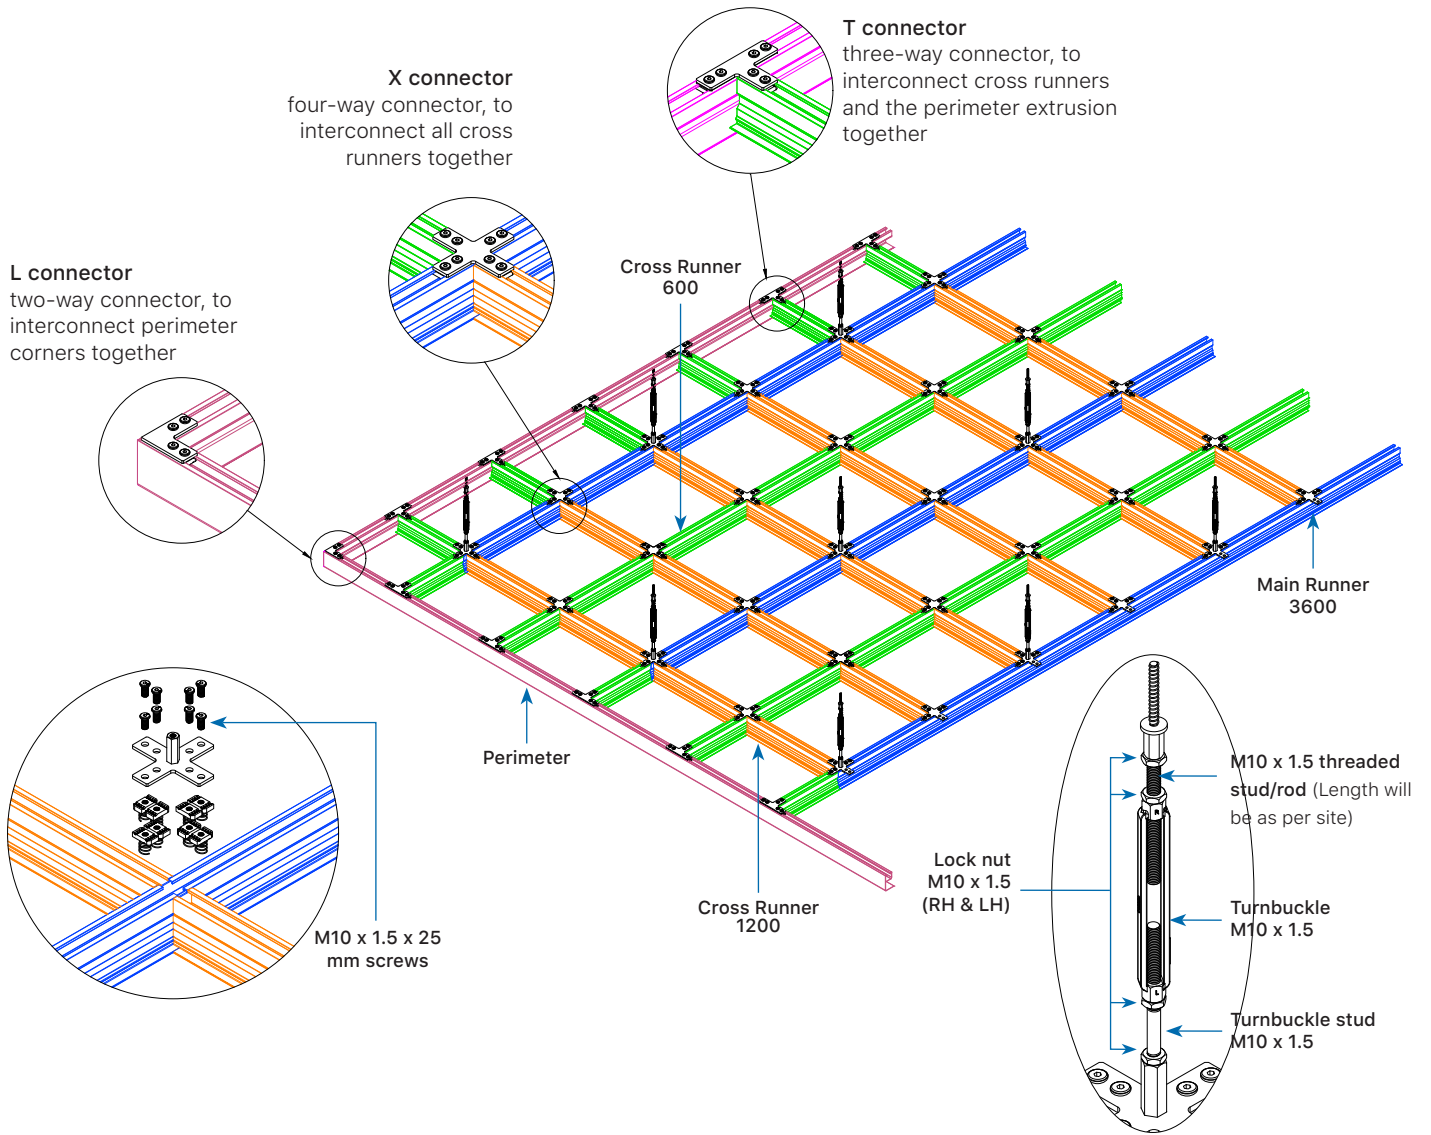 T connector
three-way connector, to
interconnect cross runners
and the perimeter extrusion
together
X connector
four-way connector, to
interconnect all cross
runners together
L connector
two-way connector, to
interconnect perimeter
corners together
Cross Runner
600
Main Runner
3600
Perimeter
Cross Runner
1200
M10 x 1.5 x 25
mm screws
M10 x 1.5 threaded
stud/rod (Length will
be as per site)
Lock nut
M10 x 1.5
(RH & LH)
Turnbuckle
M10 x 1.5
Turnbuckle stud
M10 x 1.5
R
L